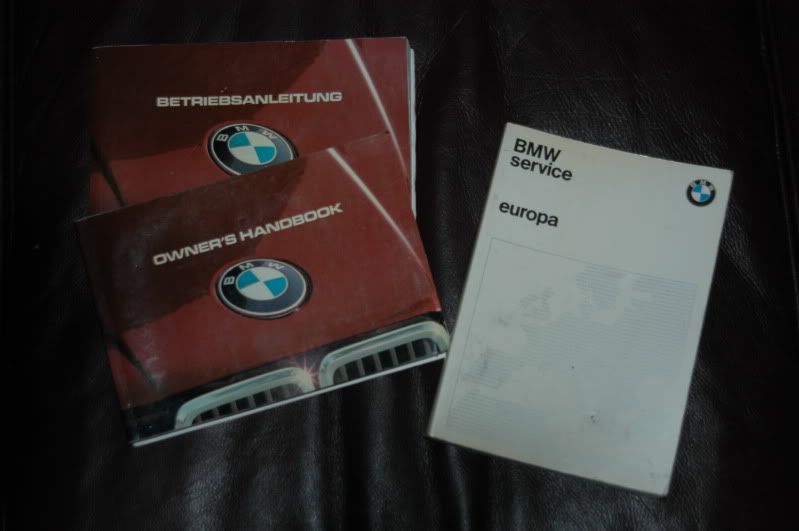 BETRIEBSANLEITUNG
BMW
OWNER'S HANDBOOK
BMW
BMW
service
BMW
europa